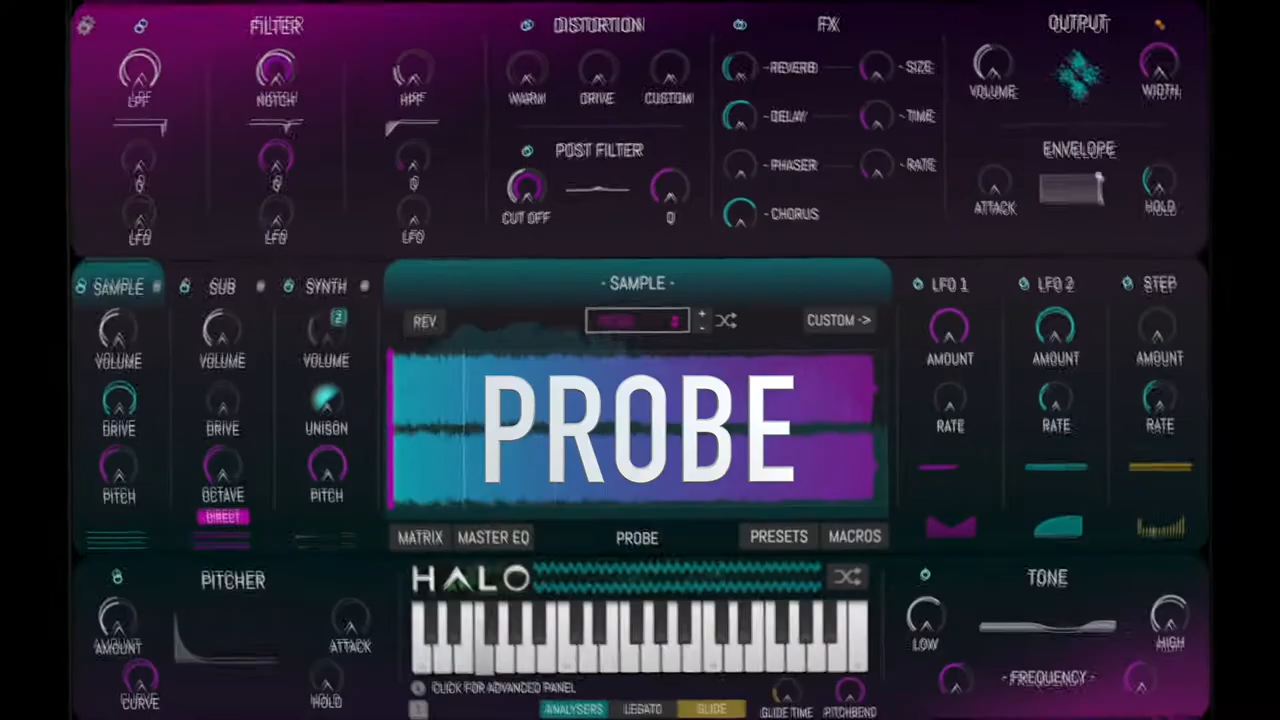 FILTER DISTORTION FX OUTPUT
LPF NOTCH HPF WARM DRIVE CUSTOM -REVERB -SIZE VOLUME WIDTH
-DELAY -TIME
POST FILTER ENVELOPE
Q Q Q -PHASER -RATE
CUT OFF Q -CHORUS ATTACK HOLD
LFO LFO LFO
SAMPLE SUB SYNTH - SAMPLE - LFO 1 LFO 2 STEP
2
REV + - CUSTOM ->
VOLUME VOLUME VOLUME AMOUNT AMOUNT AMOUNT
PROBE
DRIVE DRIVE UNISON RATE RATE RATE
PITCH OCTAVE PITCH
DIRECT
MATRIX MASTER EQ PROBE PRESETS MACROS
PITCHER HALO TONE
AMOUNT ATTACK LOW HIGH
CURVE HOLD - FREQUENCY -
CLICK FOR ADVANCED PANEL
ANALYSERS LEGATO GLIDE GLIDE TIME PITCHBEND